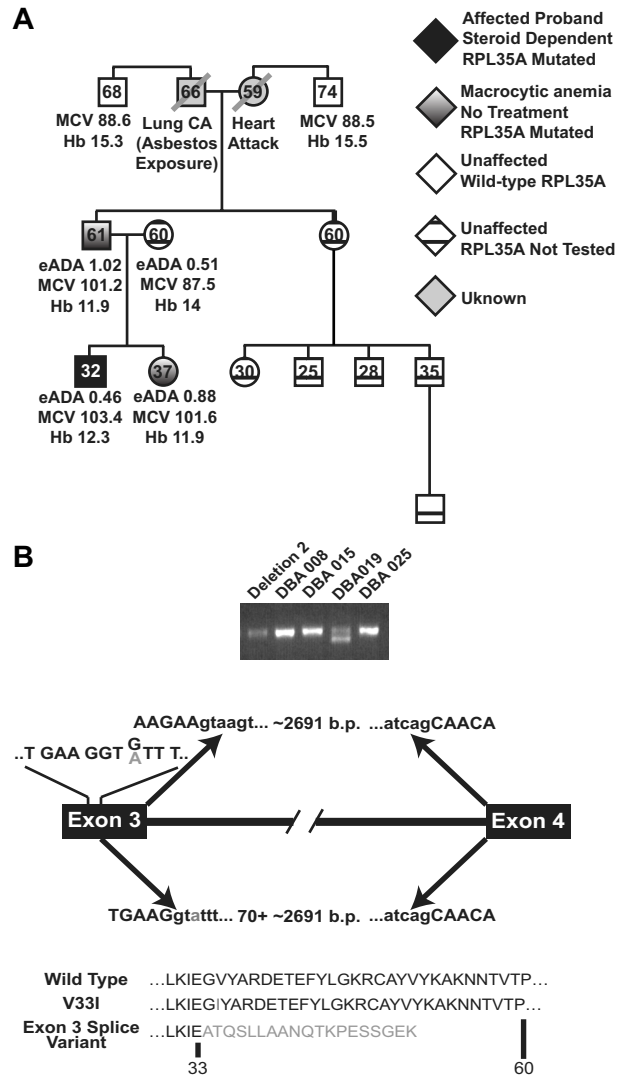 A
68
66
59
74
MCV 88.6
Hb 15.3
Lung CA
(Asbestos
Exposure)
Heart
Attack
MCV 88.5
Hb 15.5
61
60
60
eADA 1.02
MCV 101.2
Hb 11.9
eADA 0.51
MCV 87.5
Hb 14
32
37
30
25
28
35
eADA 0.46
MCV 103.4
Hb 12.3
eADA 0.88
MCV 101.6
Hb 11.9
Affected Proband
Steroid Dependent
RPL35A Mutated
Macrocytic anemia
No Treatment
RPL35A Mutated
Unaffected
Wild-type RPL35A
Unaffected
RPL35A Not Tested
Uknown
B
Deletion 2
DBA 008
DBA 015
DBA019
DBA 025
AAGAAgtaagt... ~2691 b.p. ...atcagCAACA
G
..T GAA GGT TTT T..
A
Exon 3
Exon 4
TGAAGgtattt... 70+ ~2691 b.p. ...atcagCAACA
Wild Type ...LKIEGVYARDETEFYLGKRCAYVYKAKNNTVTP...
V33I ...LKIEGIYARDETEFYLGKRCAYVYKAKNNTVTP...
Exon 3 Splice
Variant
...LKIEATQSLLAANQTKPESSGEK
33
60